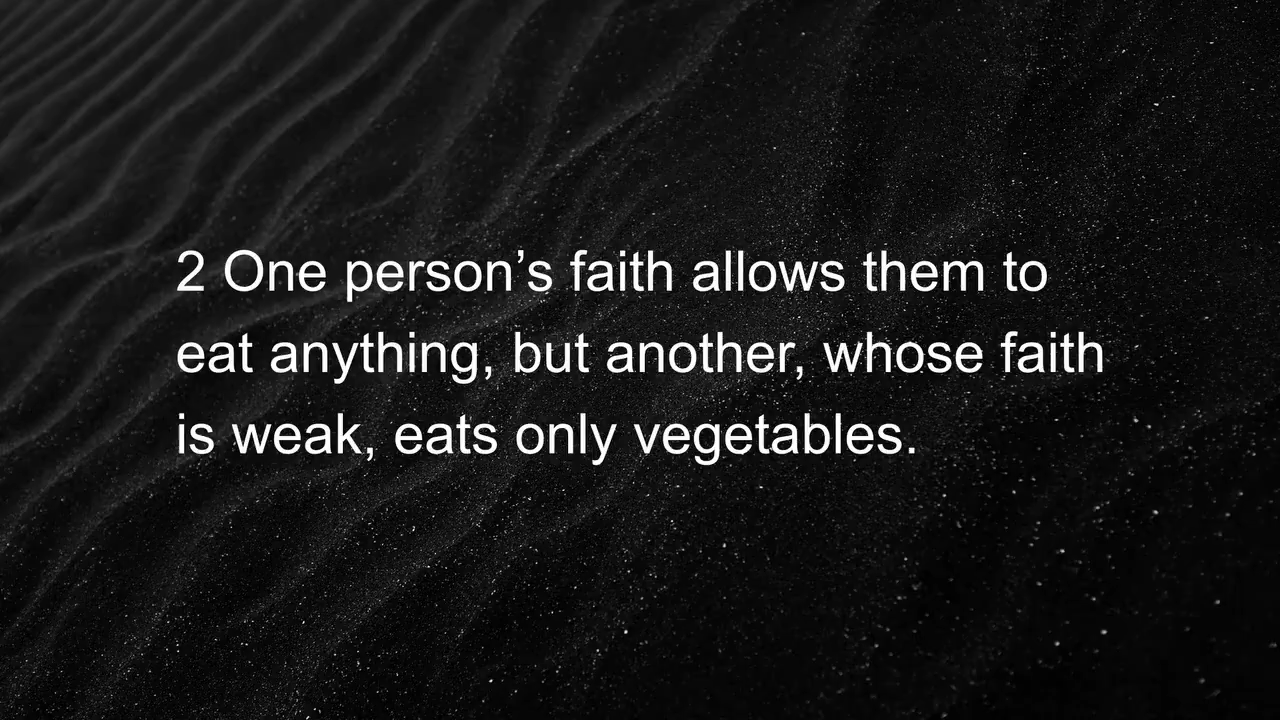 2 One person’s faith allows them to
eat anything, but another, whose faith
is weak, eats only vegetables.